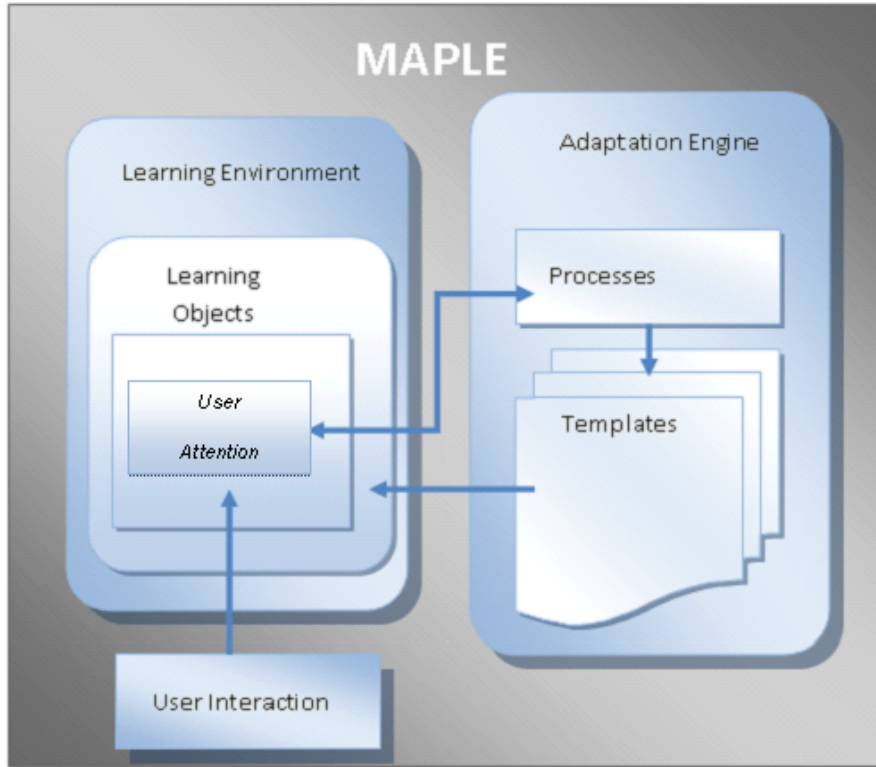 MAPLE
Learning Environment
Learning
Objects
User
Attention
User Interaction
Adaptation Engine
Processes
Templates